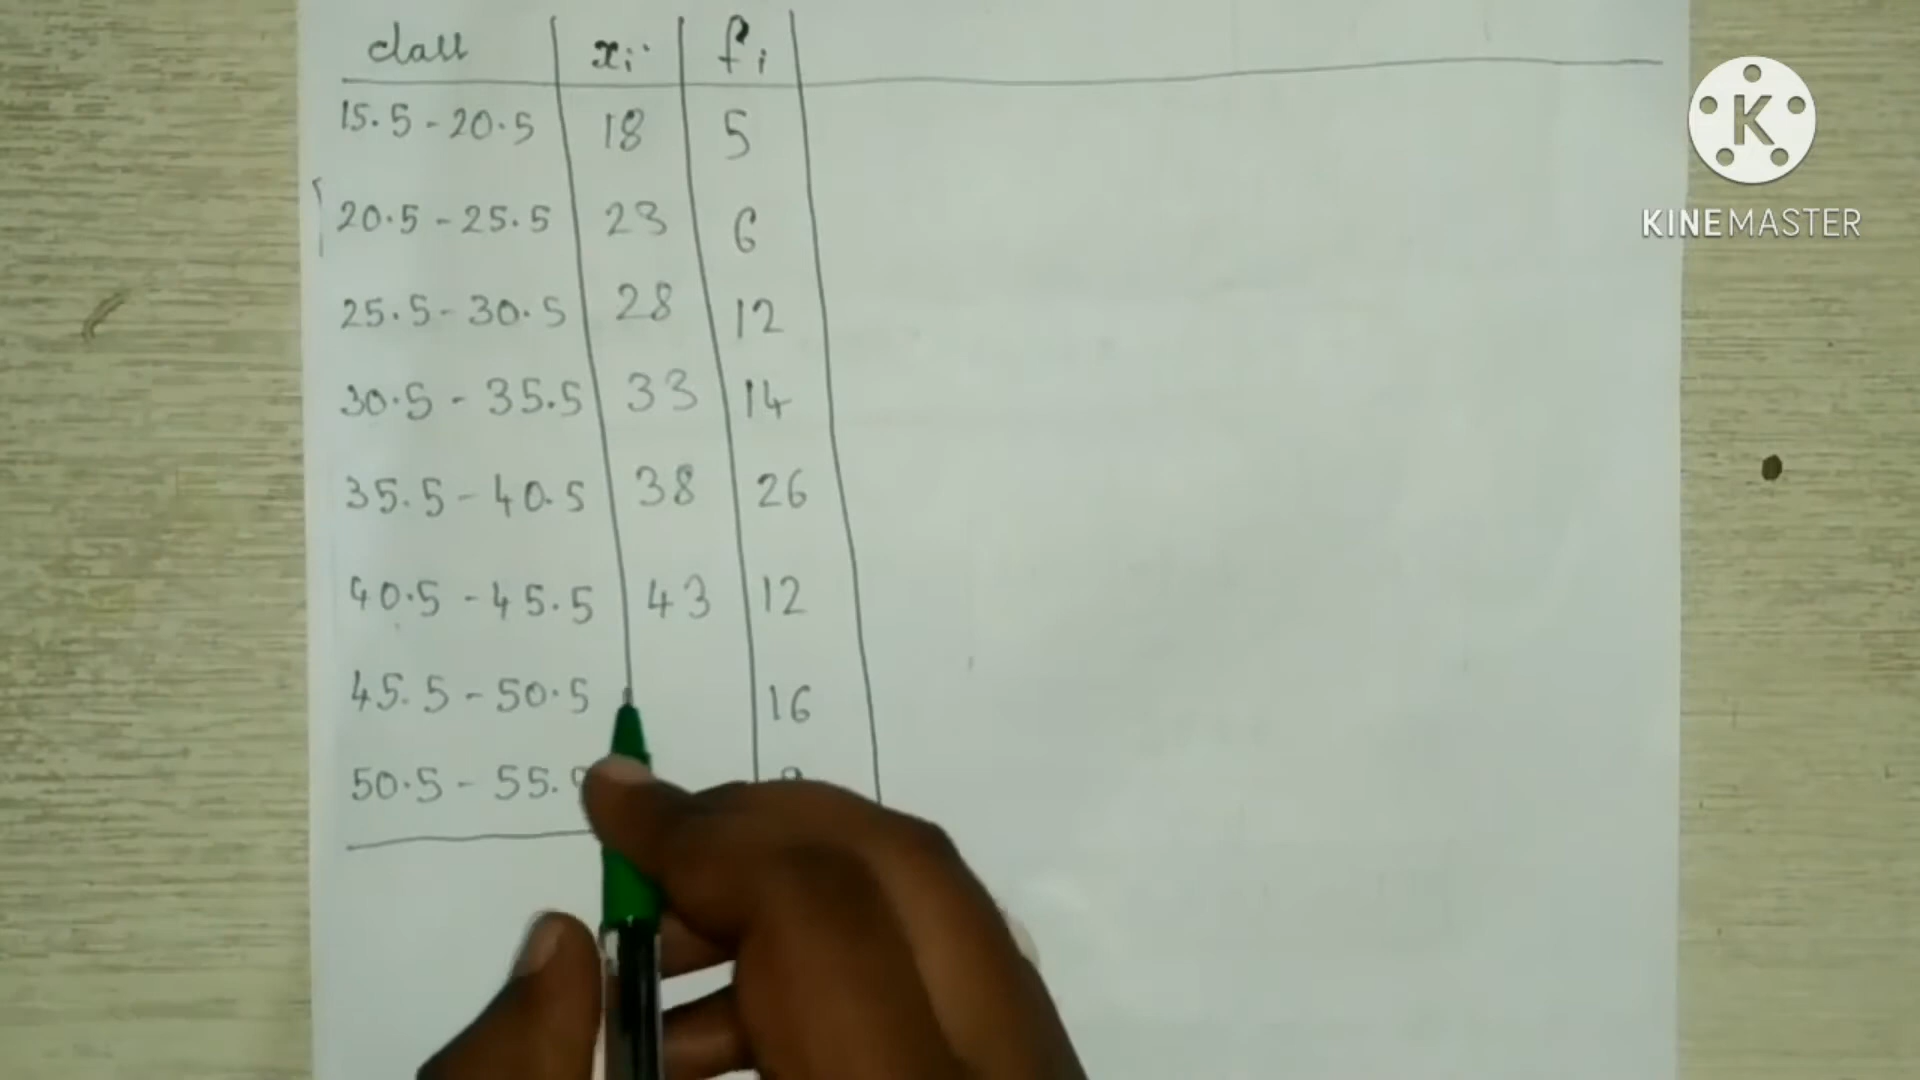 class xi fi
15.5 - 20.5 18 5
20.5 - 25.5 23 6
25.5 - 30.5 28 12
30.5 - 35.5 33 14
35.5 - 40.5 38 26
40.5 - 45.5 43 12
45.5 - 50.5 16
50.5 - 55.
K
KINEMASTER